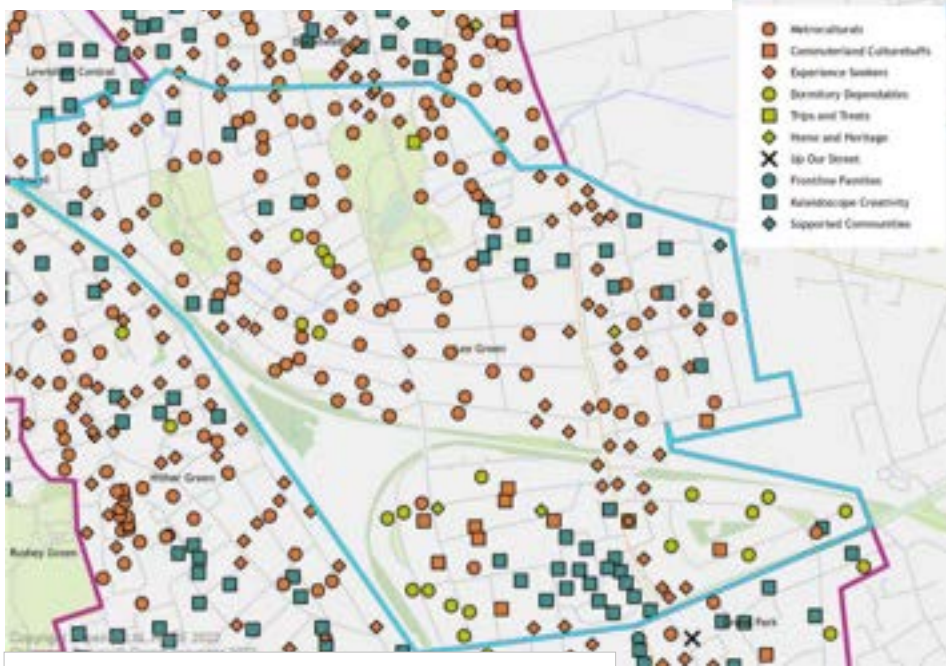 Metroculturals
Commuterland Culturebuffs
Experience Seekers
Dormitory Dependables
Trips and Treats
Home and Heritage
Up Our Street
Frontline Families
Kaleidoscope Creativity
Supported Communities
Lewisham Central
Lee Green
Hither Green
Rushey Green
Park